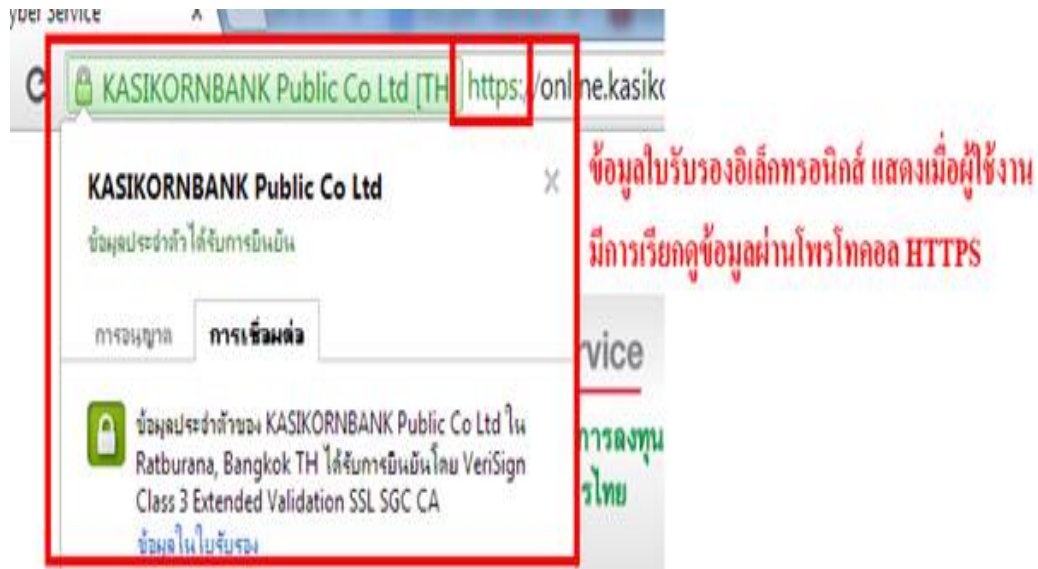 yber Service x
KASIKORNBANK Public Co Ltd [TH] https://online.kasiko
KASIKORNBANK Public Co Ltd ×
ข้อมูลประจำตัวได้รับการยืนยัน
การอนุญาต การเชื่อมต่อ
ข้อมูลประจำตัวของ KASIKORNBANK Public Co Ltd ใน
Ratburana, Bangkok TH ได้รับการยืนยันโดย VeriSign
Class 3 Extended Validation SSL SGC CA
ข้อมูลในใบรับรอง
ข้อมูลใบรับรองอิเล็กทรอนิกส์ แสดงเมื่อผู้ใช้งาน
มีการเรียกดูข้อมูลผ่านโพรโทคอล HTTPS
rvice
การลงทุน
รไทย